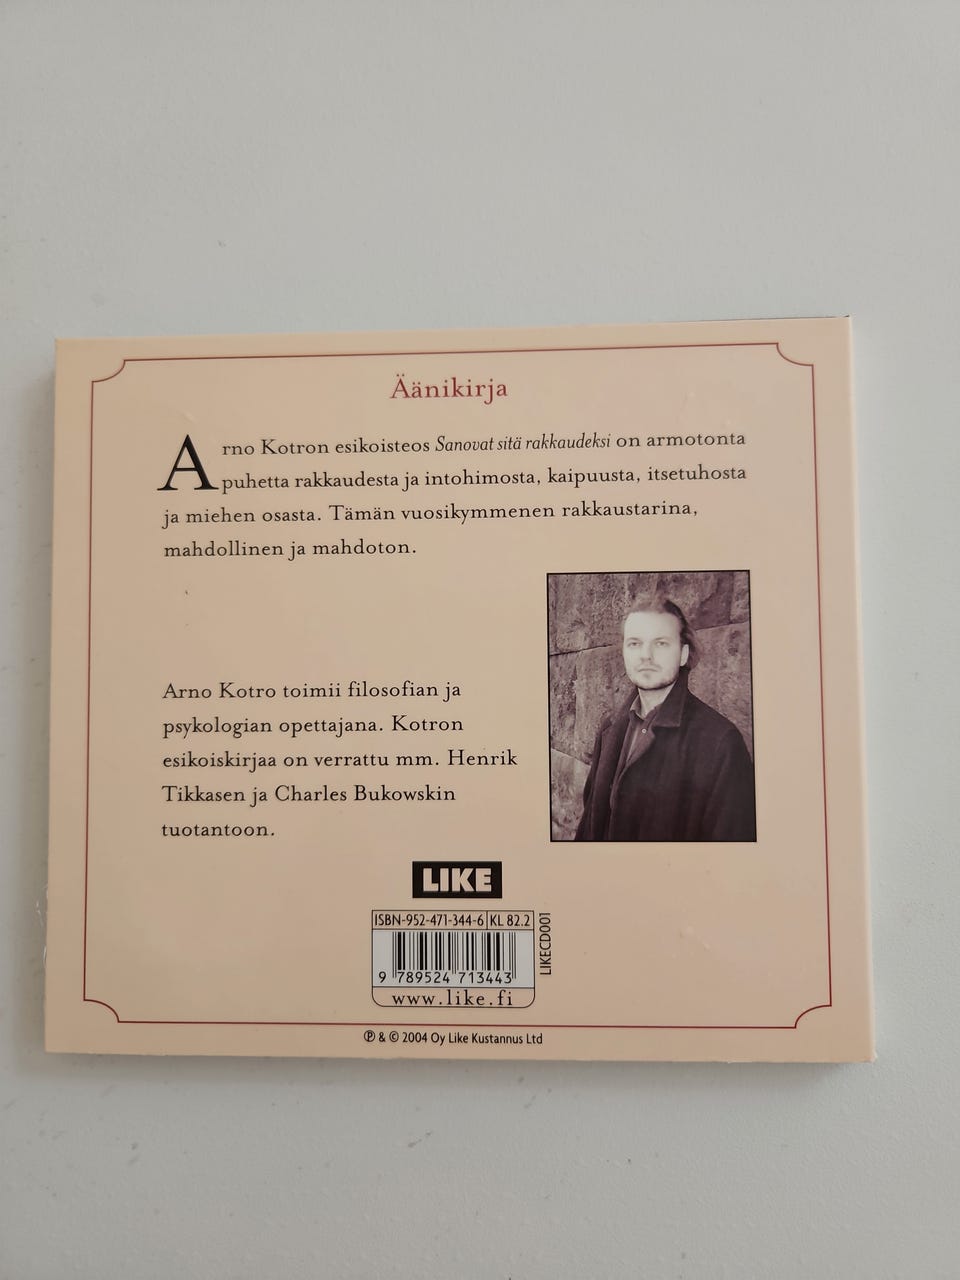 Äänikirja
Arno Kotron esikoisteos Sanovat sitä rakkaudeksi on armotonta
puhetta rakkaudesta ja intohimosta, kaipuusta, itsetuhosta
ja miehen osasta. Tämän vuosikymmenen rakkaustarina,
mahdollinen ja mahdoton.
Arno Kotro toimii filosofian ja
psykologian opettajana. Kotron
esikoiskirjaa on verrattu mm. Henrik
Tikkasen ja Charles Bukowskin
tuotantoon.
LIKE
ISBN-952-471-344-6 KL 82.2
9 789524 713443
www.like.fi
LIKECD001
℗ & © 2004 Oy Like Kustannus Ltd